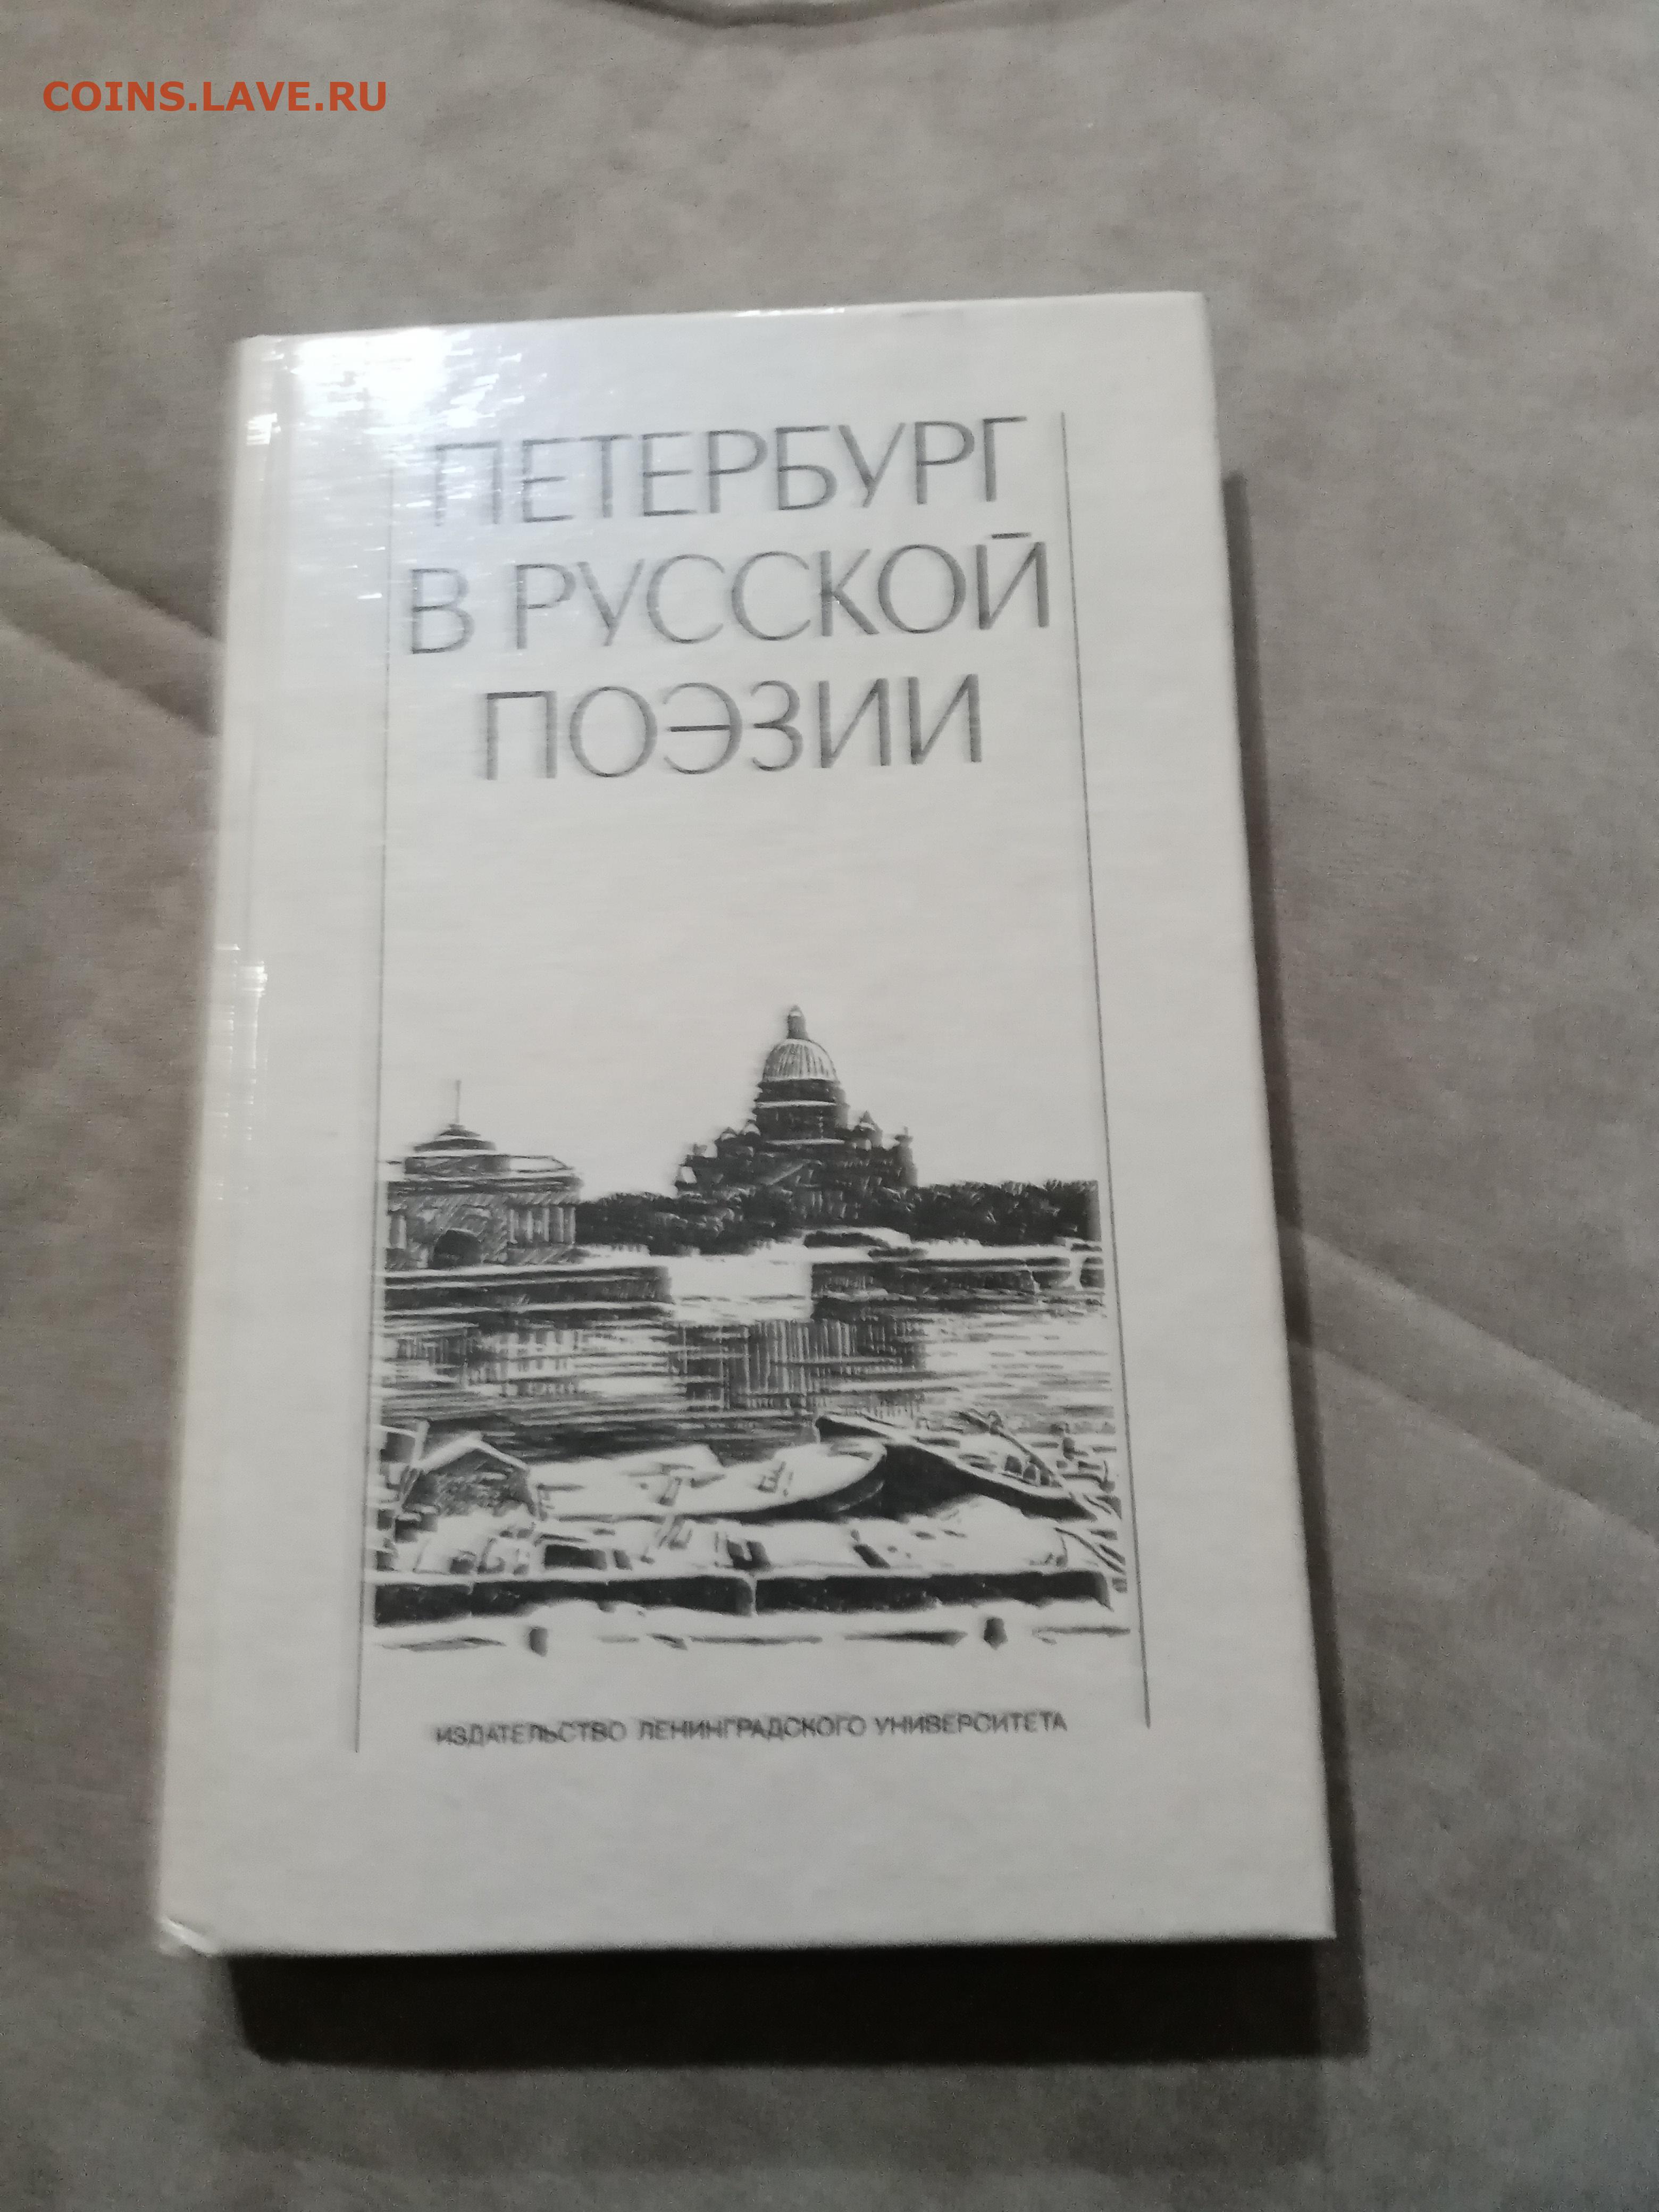 COINS.LAVE.RU
ПЕТЕРБУРГ
В РУССКОЙ
ПОЭЗИИ
ИЗДАТЕЛЬСТВО ЛЕНИНГРАДСКОГО УНИВЕРСИТЕТА